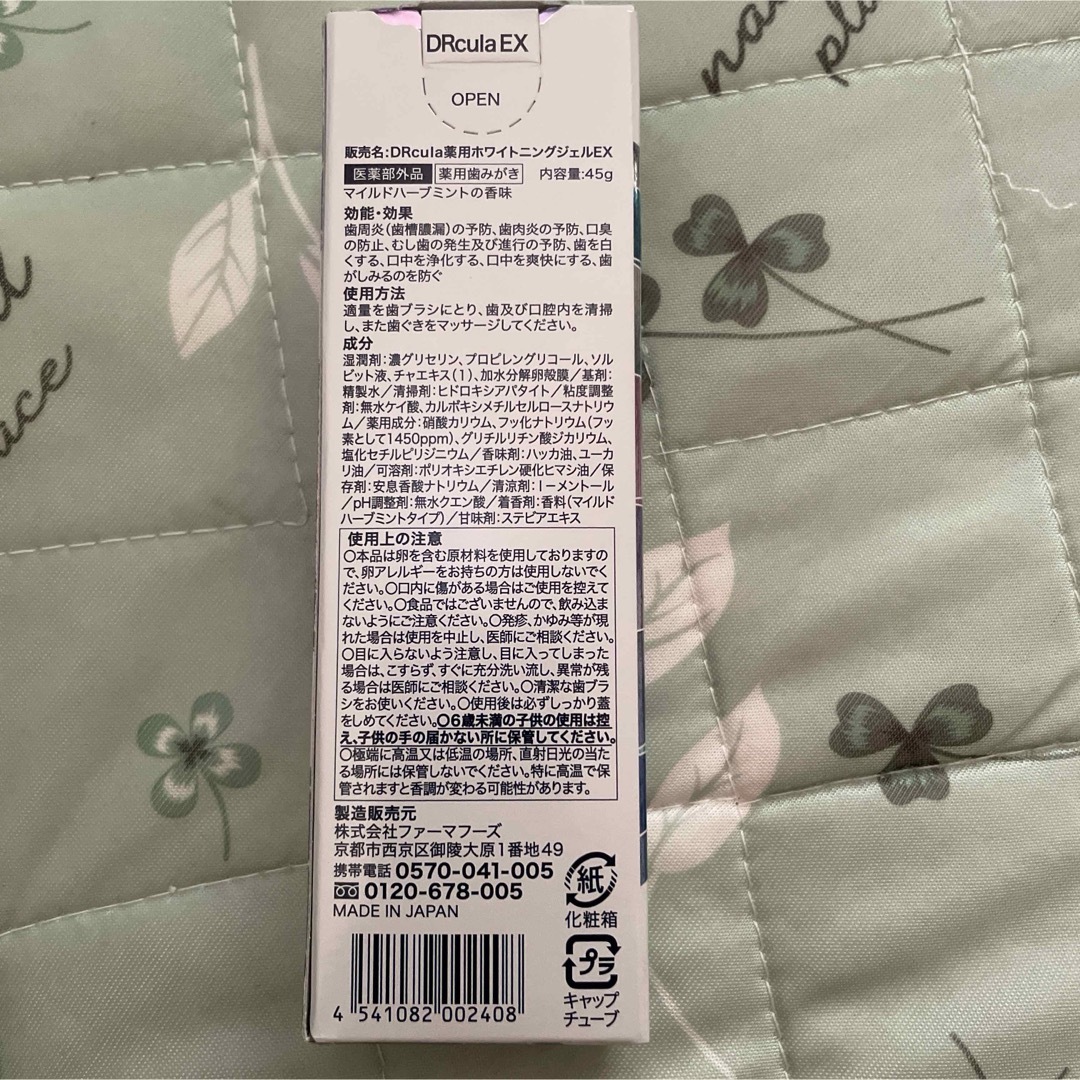 DRcula EX
OPEN
販売名:DRcula薬用ホワイトニングジェルEX
医薬部外品 薬用歯みがき 内容量:45g
マイルドハーブミントの香味
効能・効果
歯周炎(歯槽膿漏)の予防、歯肉炎の予防、口臭
の防止、むし歯の発生及び進行の予防、歯を白
くする、口中を浄化する、口中を爽快にする、歯
がしみるのを防ぐ
使用方法
適量を歯ブラシにとり、歯及び口腔内を清掃
し、また歯ぐきをマッサージしてください。
成分
湿潤剤:濃グリセリン、プロピレングリコール、ソル
ビット液、チャエキス(1)、加水分解卵殻膜/基剤:
精製水/清掃剤:ヒドロキシアパタイト/粘度調整
剤:無水ケイ酸、カルボキシメチルセルロースナトリウ
ム/薬用成分:硝酸カリウム、フッ化ナトリウム(フッ
素として1450ppm)、グリチルリチン酸ジカリウム、
塩化セチルピリジニウム/香味剤:ハッカ油、ユーカ
リ油/可溶剤:ポリオキシエチレン硬化ヒマシ油/保
存剤:安息香酸ナトリウム/清涼剤:l-メントール
/pH調整剤:無水クエン酸/着香剤:香料(マイルド
ハーブミントタイプ)/甘味剤:ステビアエキス
使用上の注意
○本品は卵を含む原材料を使用しておりますの
で、卵アレルギーをお持ちの方は使用しないでく
ださい。○口内に傷がある場合はご使用を控えて
ください。○食品ではございませんので、飲み込ま
ないようにご注意ください。○発疹、かゆみ等が現
れた場合は使用を中止し、医師にご相談ください。
○目に入らないよう注意し、目に入ってしまった
場合は、こすらず、すぐに充分洗い流し、異常が残
る場合は医師にご相談ください。○清潔な歯ブラ
シをお使いください。○使用後は必ずしっかり蓋
をしめてください。○6歳未満の子供の使用は控
え、子供の手の届かない所に保管してください。
○極端に高温又は低温の場所、直射日光の当た
る場所には保管しないでください。特に高温で保
管されますと香調が変わる可能性があります。
製造販売元
株式会社ファーマフーズ
京都市西京区御陵大原1番地49
携帯電話 0570-041-005
0120-678-005
MADE IN JAPAN
紙
化粧箱
プラ
キャップ
チューブ
4 541082 002408